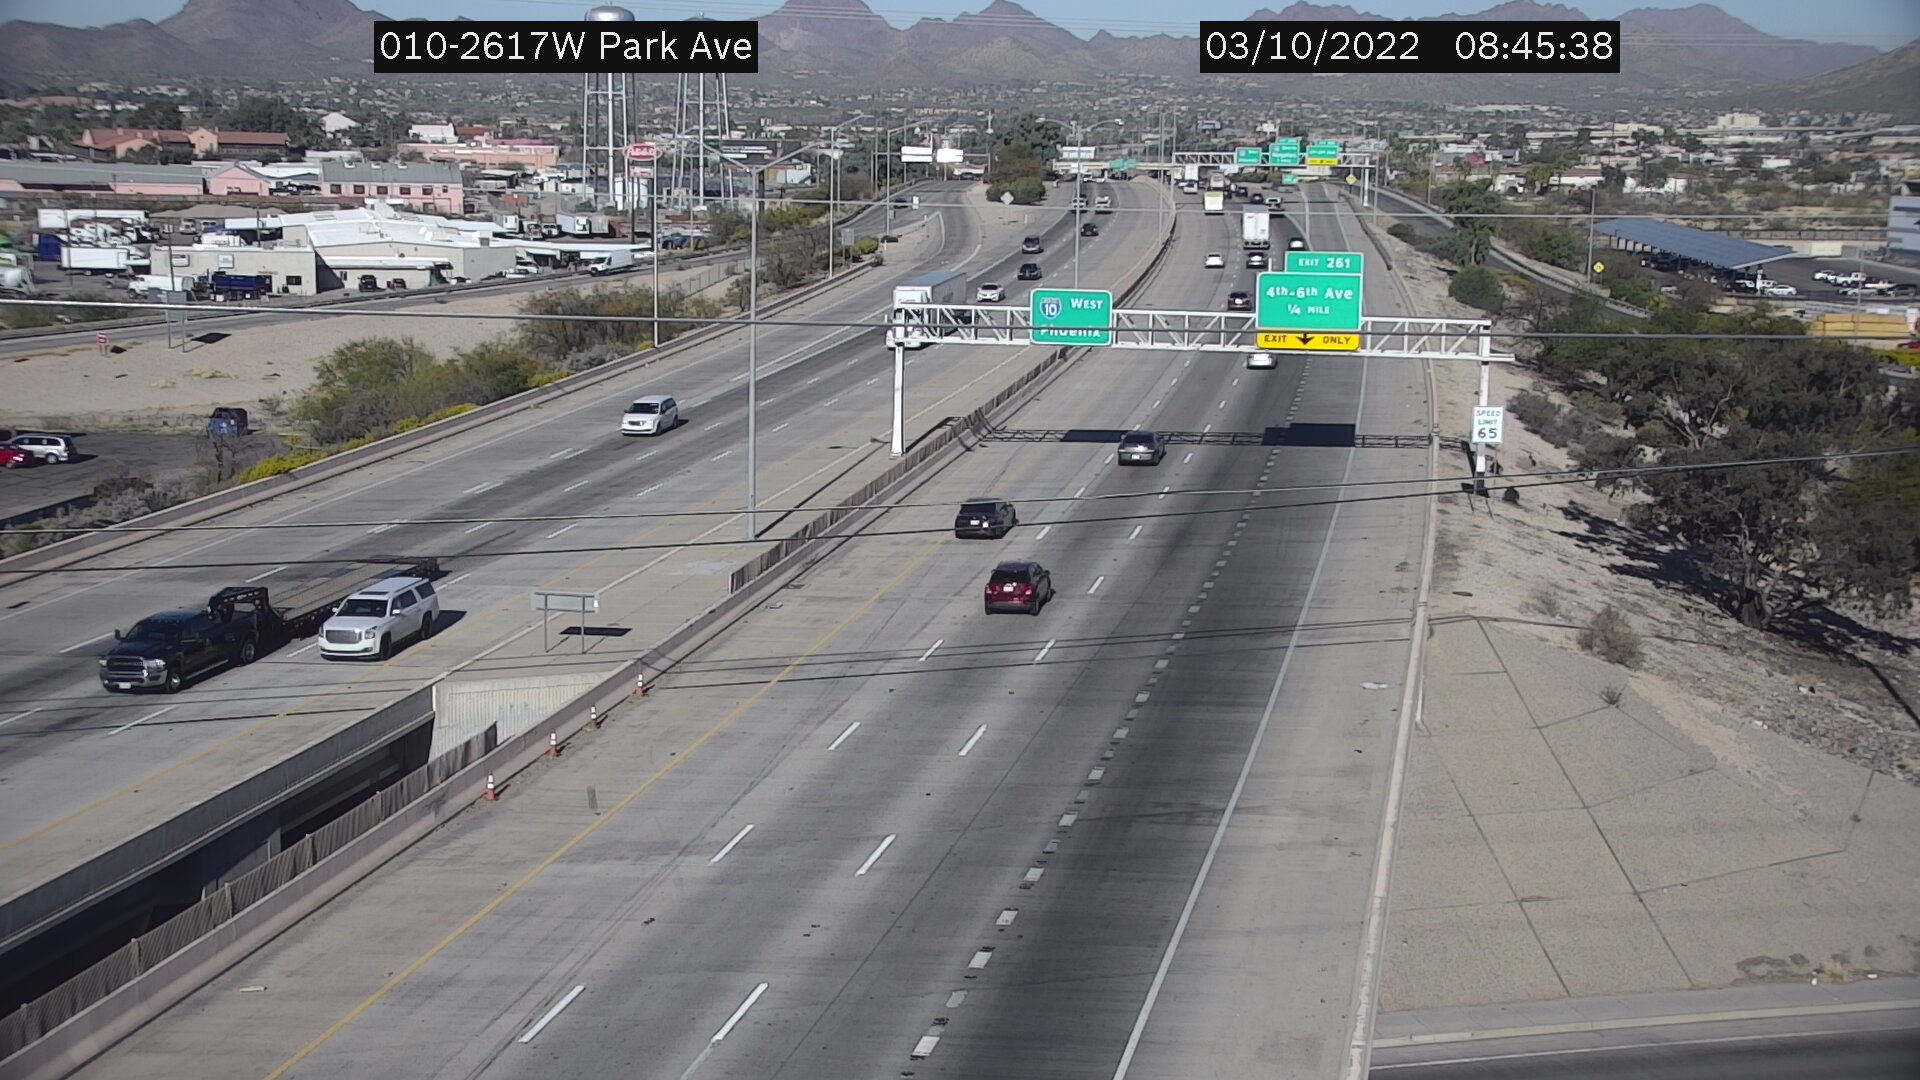 010-2617W Park Ave
03/10/2022 08:45:38
EXIT 261
4th-6th Ave
1/4 MILE
EXIT ONLY
10 WEST
Phoenix
SPEED
LIMIT
65